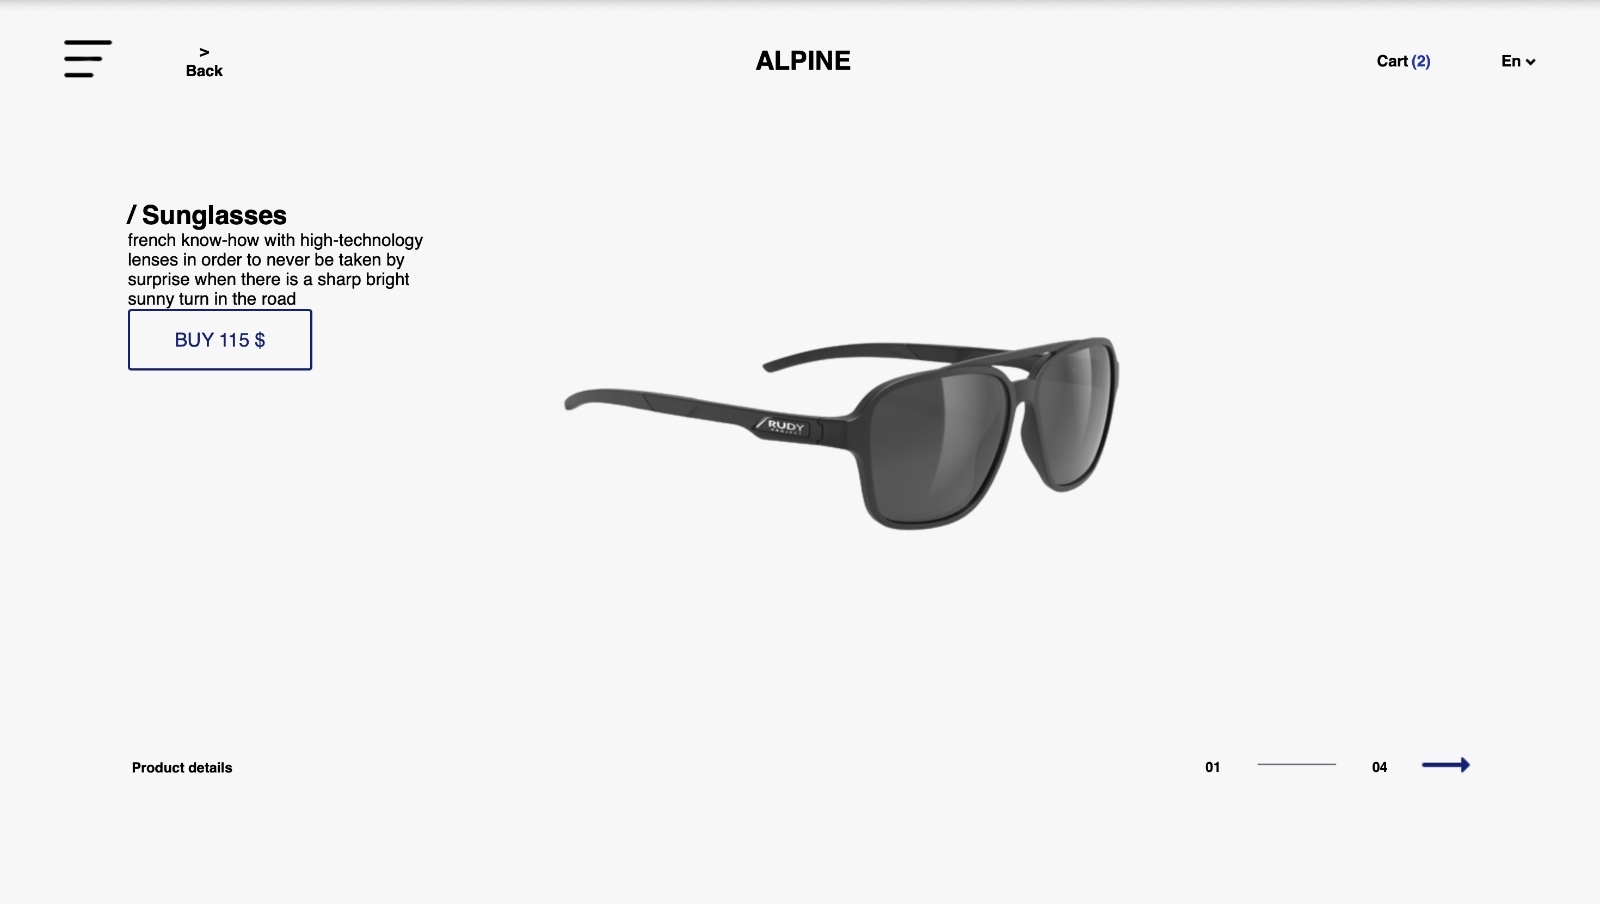 >
Back
ALPINE
Cart (2)
En
/ Sunglasses
french know-how with high-technology
lenses in order to never be taken by
surprise when there is a sharp bright
sunny turn in the road
BUY 115 $
RUDY
PROJECT
Product details
01
04